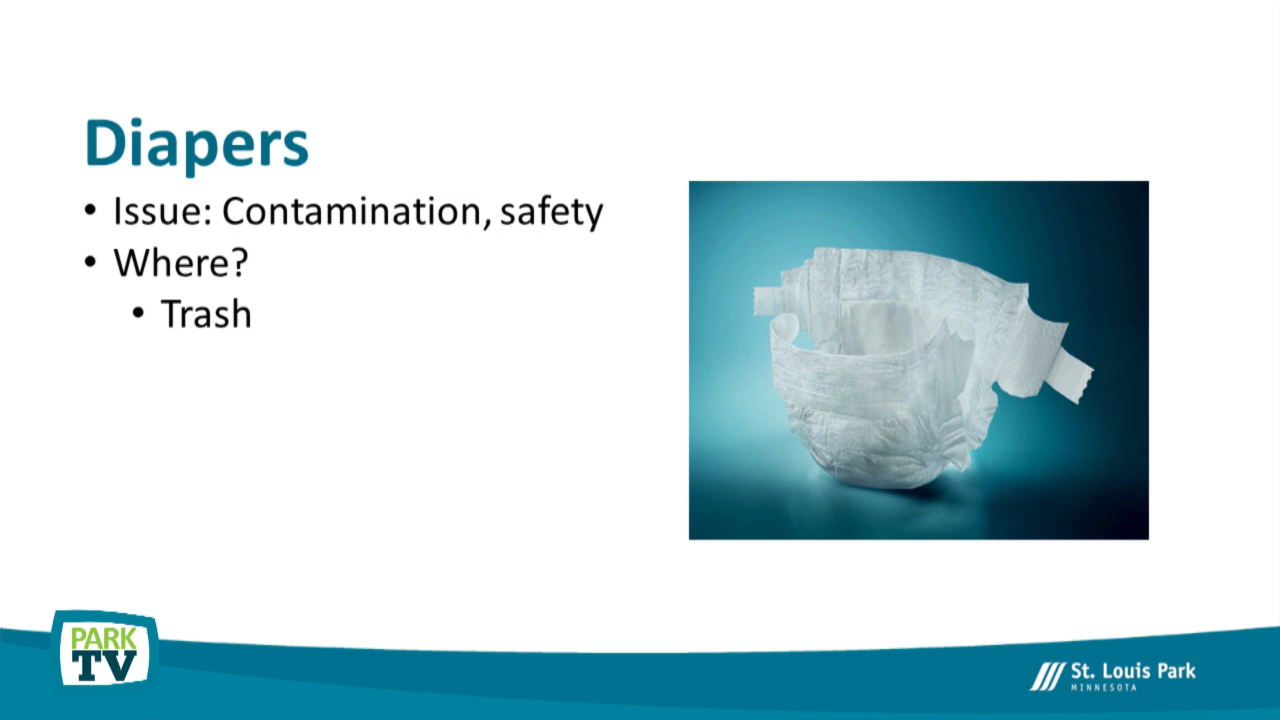 Diapers
• Issue: Contamination, safety
• Where?
• Trash
PARK
TV
St. Louis Park
MINNESOTA